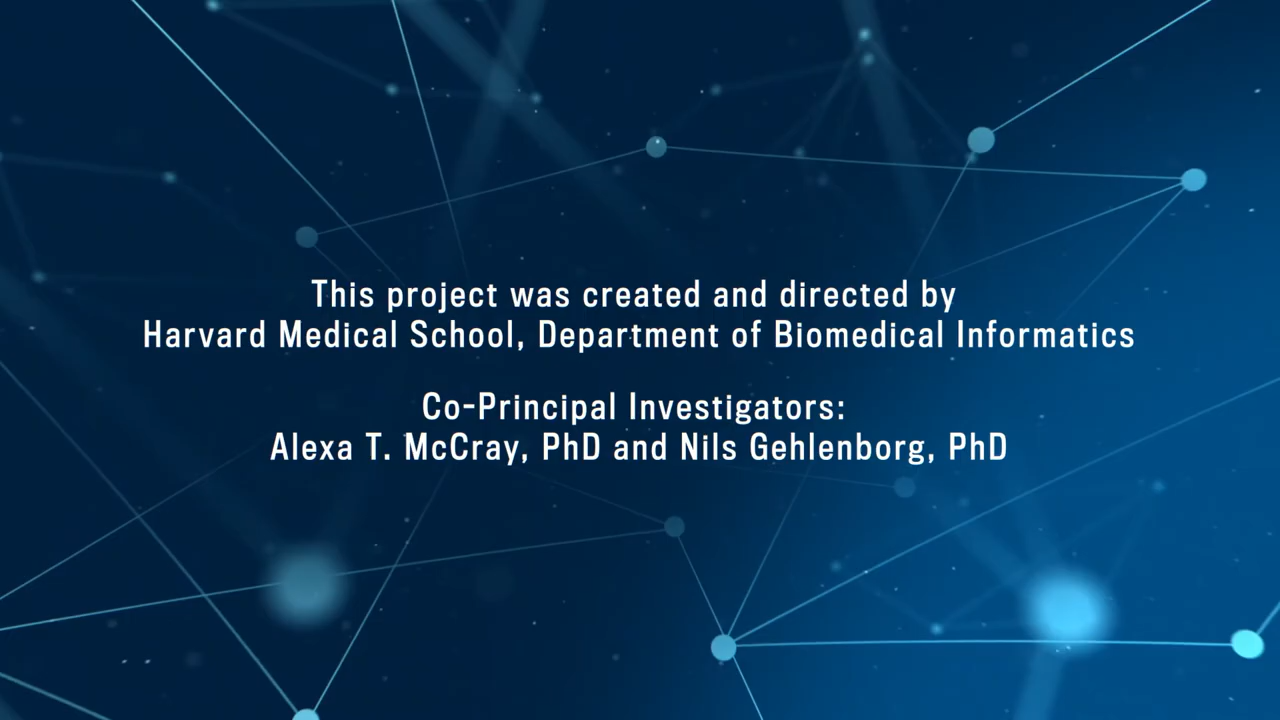 This project was created and directed by
Harvard Medical School, Department of Biomedical Informatics
Co-Principal Investigators:
Alexa T. McCray, PhD and Nils Gehlenborg, PhD